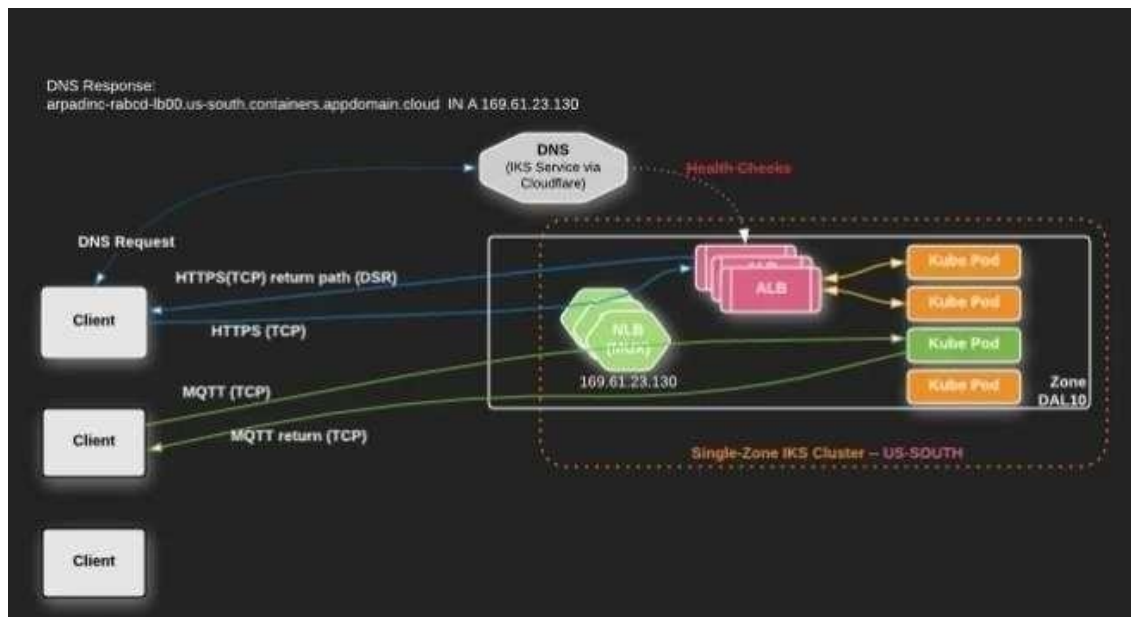 DNS Response:
arpadinc-rabcd-lb00.us-south.containers.appdomain.cloud IN A 169.61.23.130
DNS
(IKS Service via
Cloudflare)
Health Checks
DNS Request
HTTPS(TCP) return path (DSR)
Client
HTTPS (TCP)
ALB
ALB
Kube Pod
Kube Pod
NLB
(MUX)
Kube Pod
169.61.23.130
Kube Pod
Zone
DAL10
MQTT (TCP)
MQTT return (TCP)
Client
Single-Zone IKS Cluster -- US-SOUTH
Client